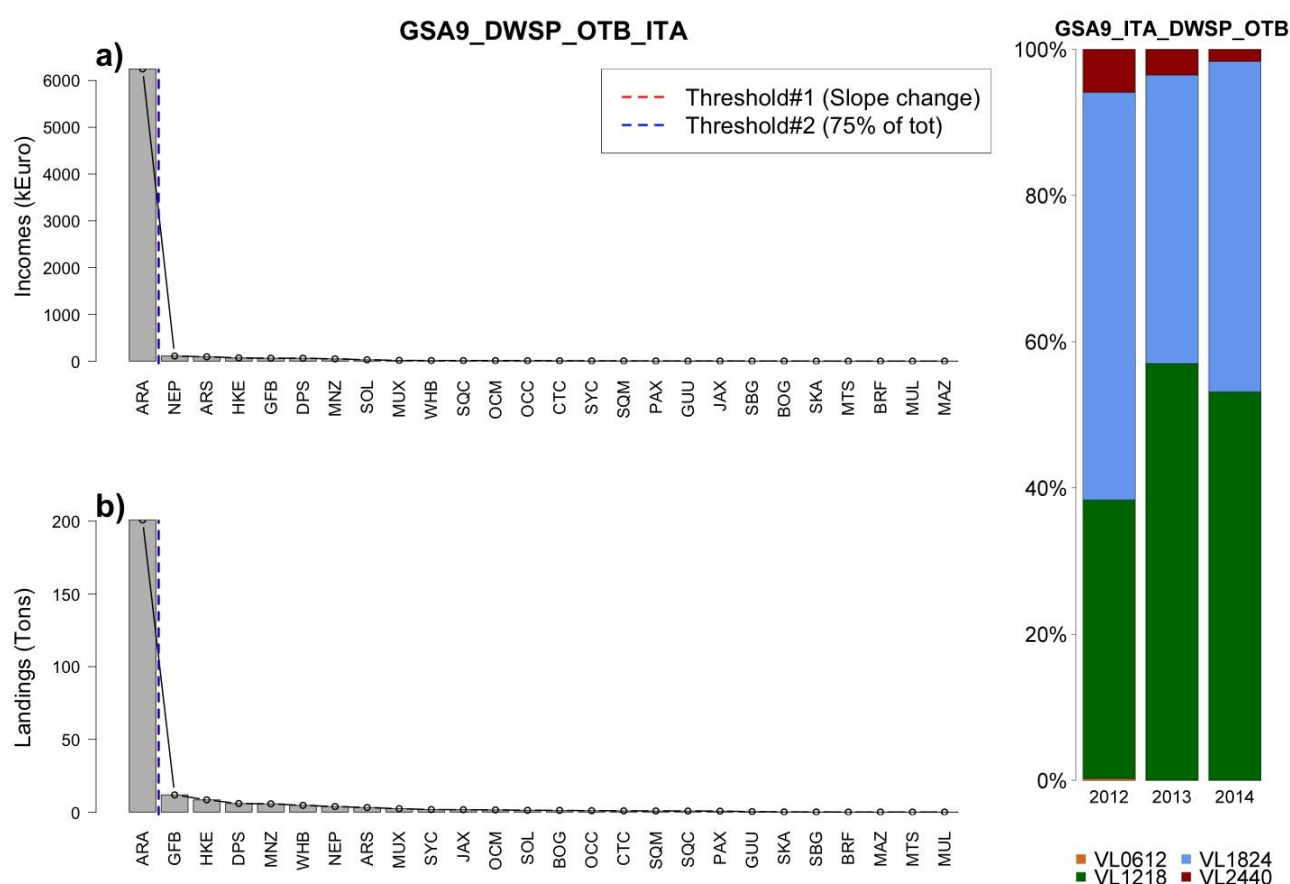 GSA9_DWSP_OTB_ITA
a)
Incomes (kEuro)
6000
5000
4000
3000
2000
1000
0
Threshold#1 (Slope change)
Threshold#2 (75% of tot)
ARA NEP ARS HKE GFB DPS MNZ SOL MUX WHB SQC OCM OCC CTC SYC SQM PAX GUU JAX SBG BOG SKA MTS BRF MUL MAZ
b)
Landings (Tons)
200
150
100
50
0
ARA GFB HKE DPS MNZ WHB NEP ARS MUX SYC JAX OCM SOL BOG OCC CTC SQM SQC PAX GUU SKA SBG BRF MAZ MTS MUL
GSA9_ITA_DWSP_OTB
100%
80%
60%
40%
20%
0%
2012 2013 2014
VL0612 VL1824
VL1218 VL2440